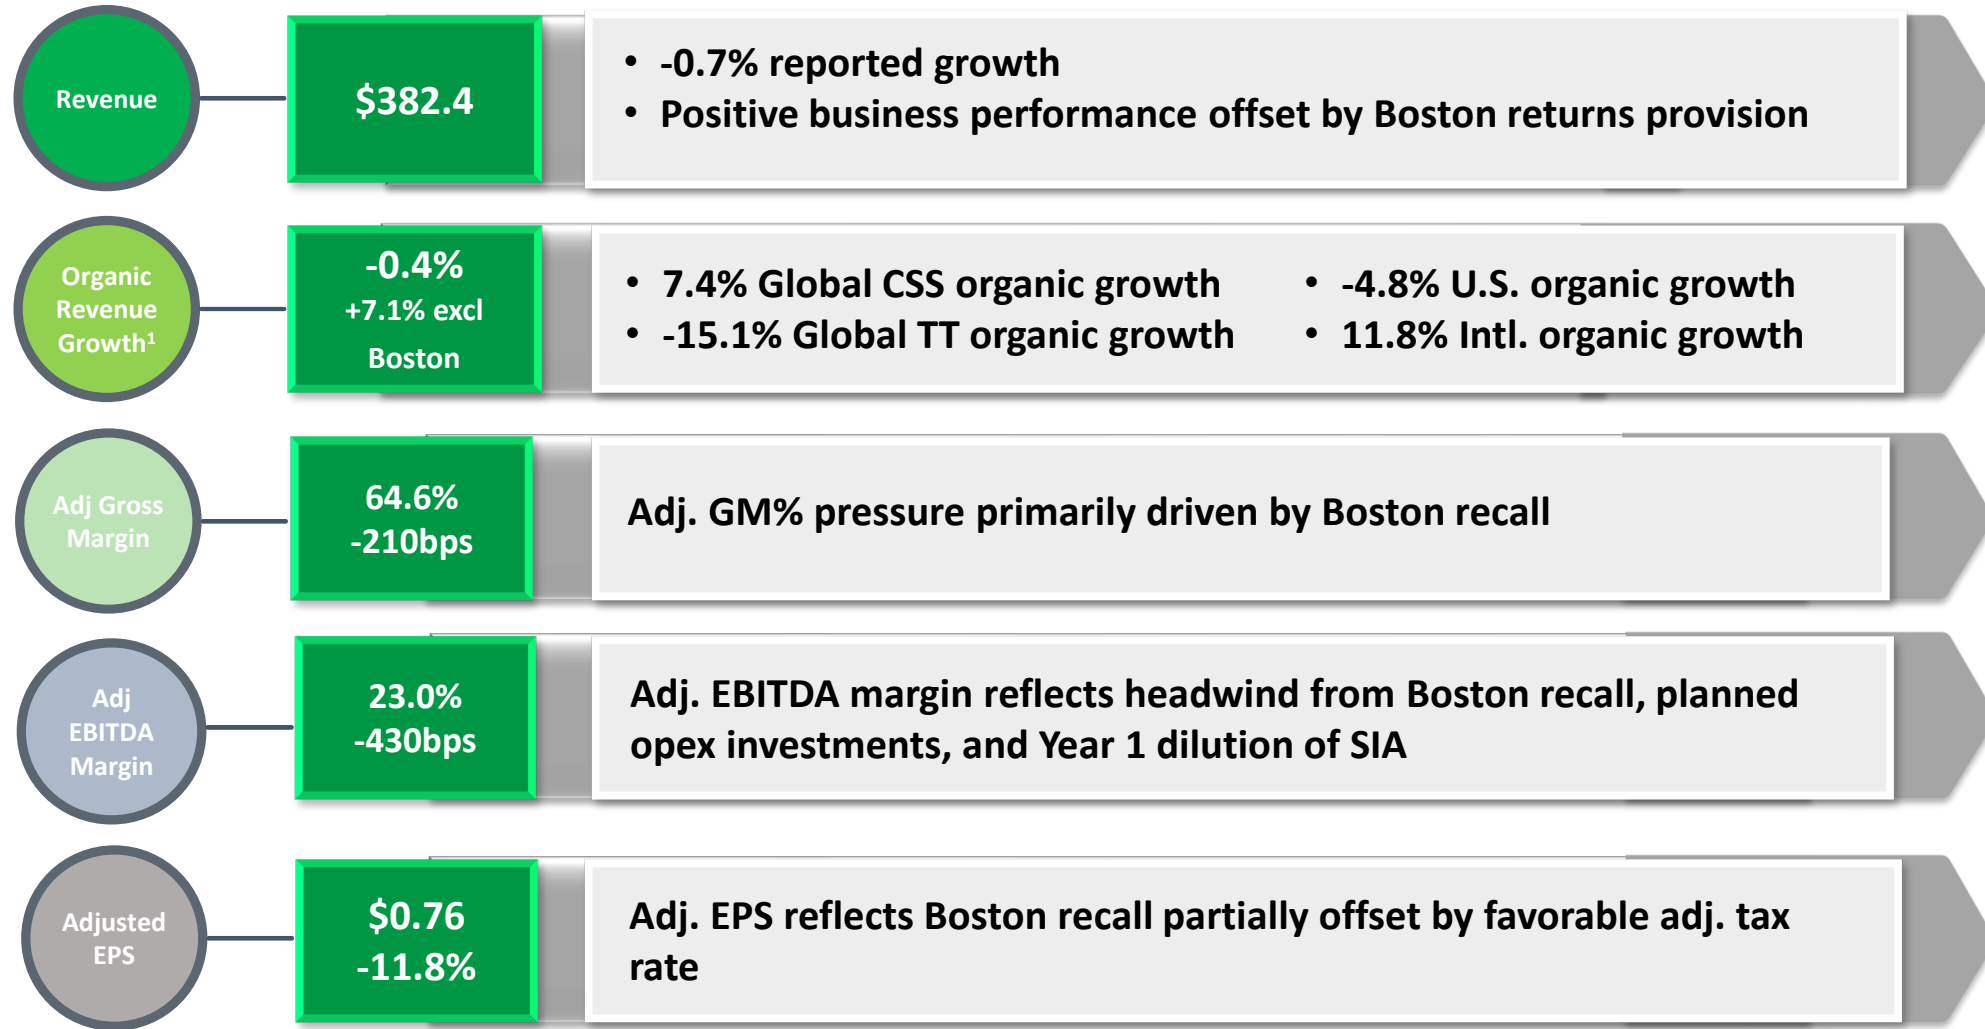 Revenue
$382.4
• -0.7% reported growth
• Positive business performance offset by Boston returns provision
Organic
Revenue
Growth¹
-0.4%
+7.1% excl
Boston
• 7.4% Global CSS organic growth
• -15.1% Global TT organic growth
• -4.8% U.S. organic growth
• 11.8% Intl. organic growth
Adj Gross
Margin
64.6%
-210bps
Adj. GM% pressure primarily driven by Boston recall
Adj
EBITDA
Margin
23.0%
-430bps
Adj. EBITDA margin reflects headwind from Boston recall, planned
opex investments, and Year 1 dilution of SIA
Adjusted
EPS
$0.76
-11.8%
Adj. EPS reflects Boston recall partially offset by favorable adj. tax
rate